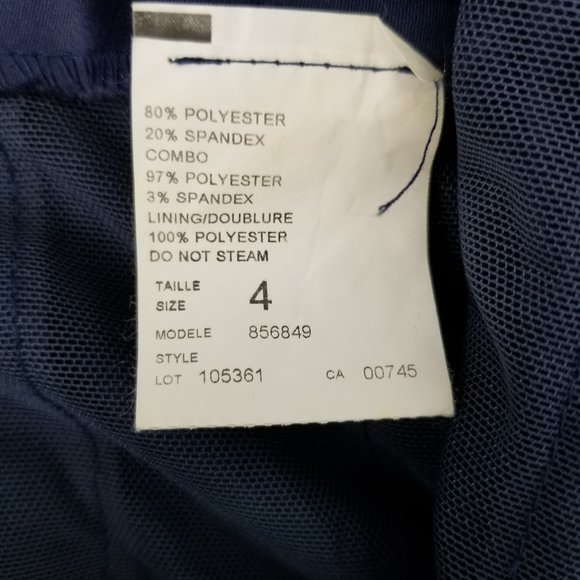 80% POLYESTER
20% SPANDEX
COMBO
97% POLYESTER
3% SPANDEX
LINING/DOUBLURE
100% POLYESTER
DO NOT STEAM
TAILLE
SIZE 4
MODELE 856849
STYLE
LOT 105361 CA 00745